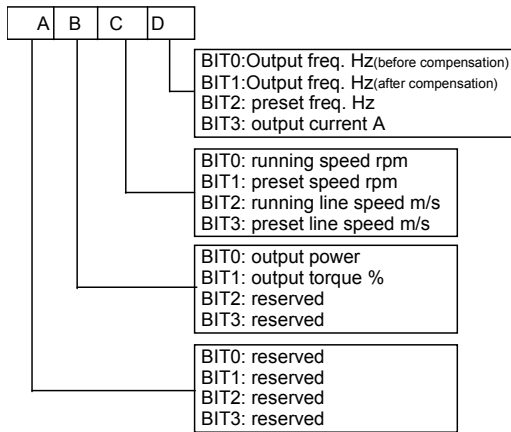 A B C D
BIT0:Output freq. Hz(before compensation)
BIT1:Output freq. Hz(after compensation)
BIT2: preset freq. Hz
BIT3: output current A
BIT0: running speed rpm
BIT1: preset speed rpm
BIT2: running line speed m/s
BIT3: preset line speed m/s
BIT0: output power
BIT1: output torque %
BIT2: reserved
BIT3: reserved
BIT0: reserved
BIT1: reserved
BIT2: reserved
BIT3: reserved